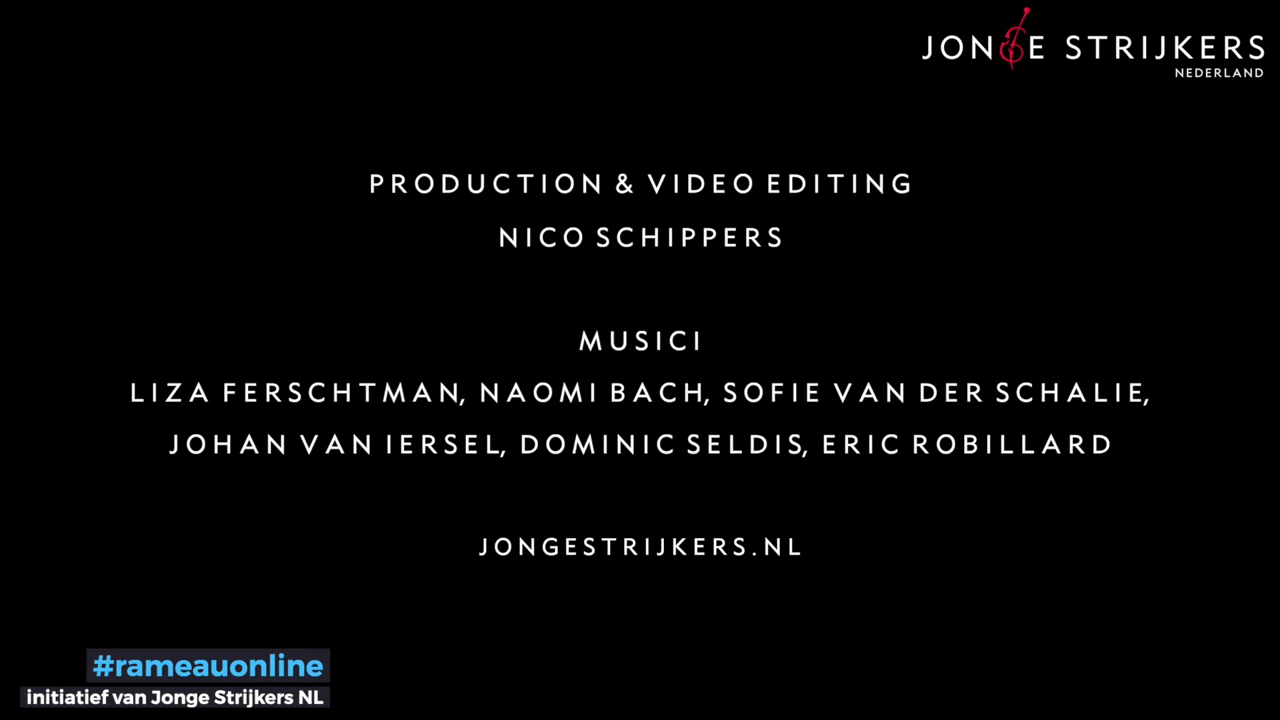 JONGE STRIJKERS
NEDERLAND
PRODUCTION & VIDEO EDITING
NICO SCHIPPERS
MUSICI
LIZA FERSCHTMAN, NAOMI BACH, SOFIE VAN DER SCHALIE,
JOHAN VAN IERSEL, DOMINIC SELDIS, ERIC ROBILLARD
JONGESTRIJKERS.NL
#rameauonline
initiatief van Jonge Strijkers NL